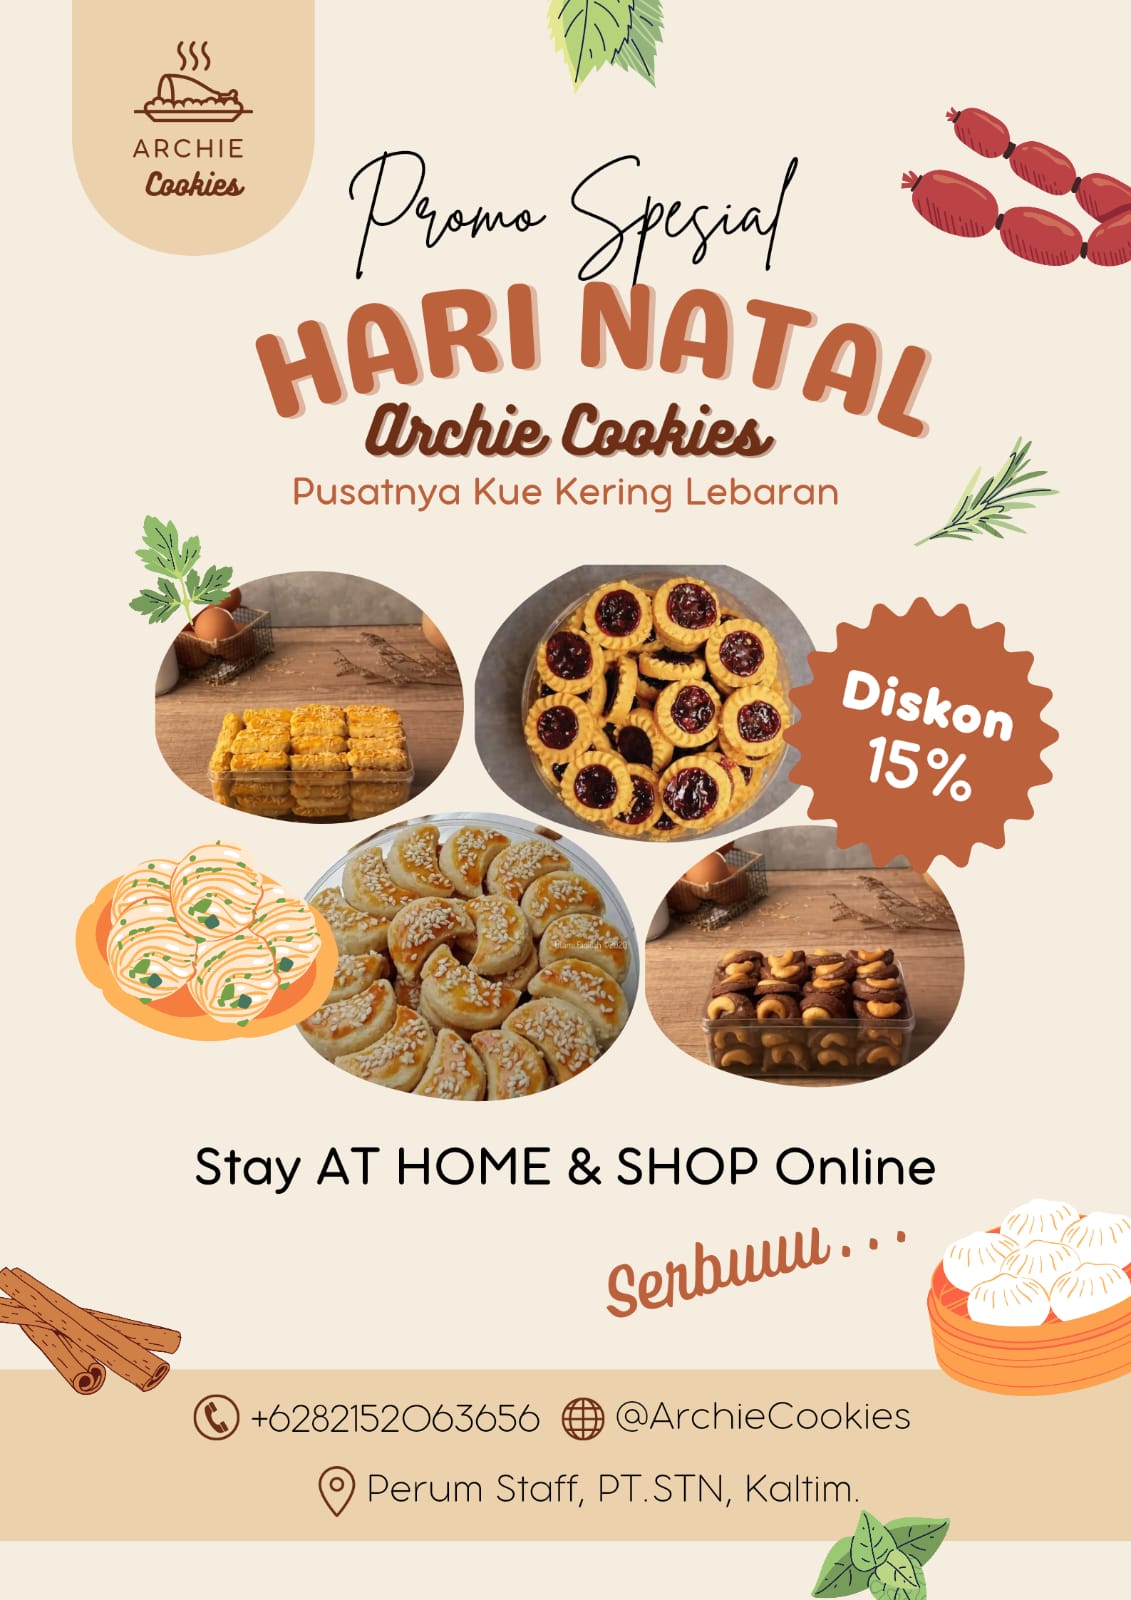 ARCHIE
Cookies
Promo Spesial
HARI NATAL
Archie Cookies
Pusatnya Kue Kering Lebaran
Diskon
15%
Stay AT HOME & SHOP Online
Serbuuu...
+6282152063656 @ArchieCookies
Perum Staff, PT.STN, Kaltim.